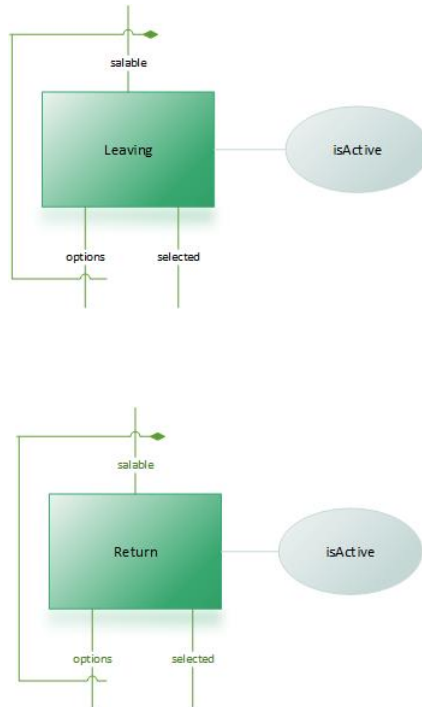 salable
Leaving
isActive
options selected
salable
Return
isActive
options selected